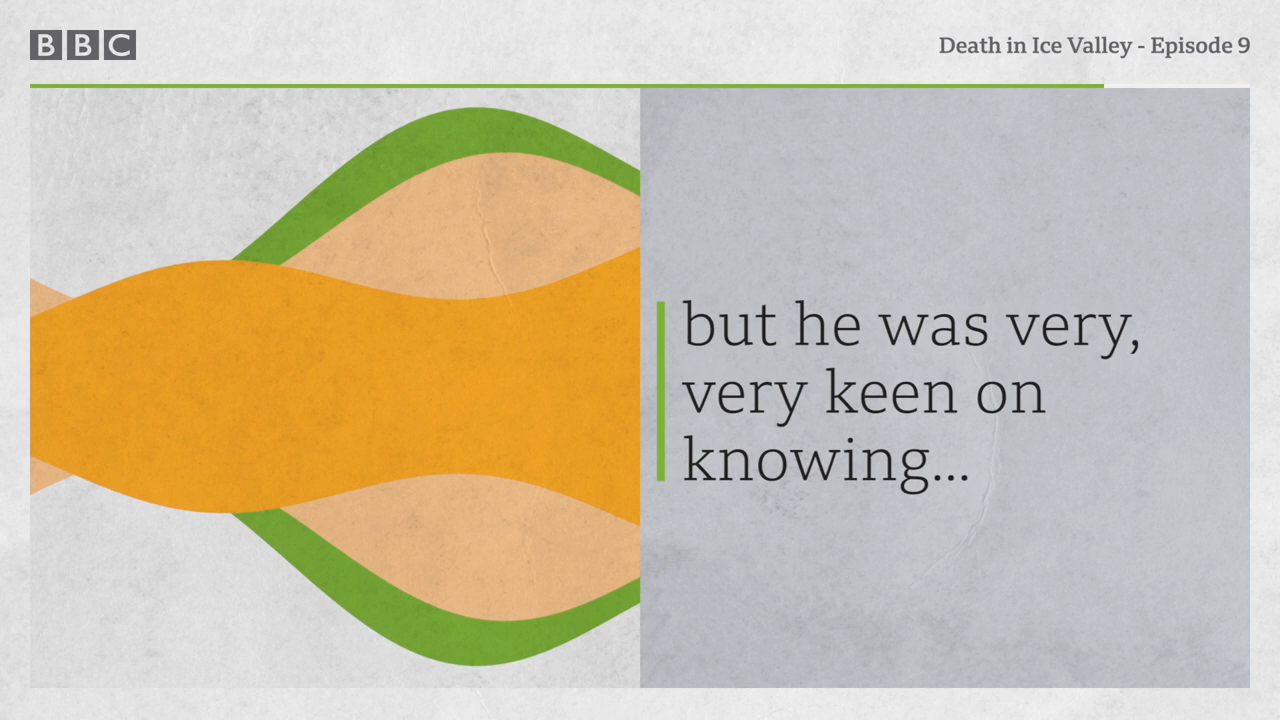 BBC
Death in Ice Valley - Episode 9
but he was very,
very keen on
knowing...